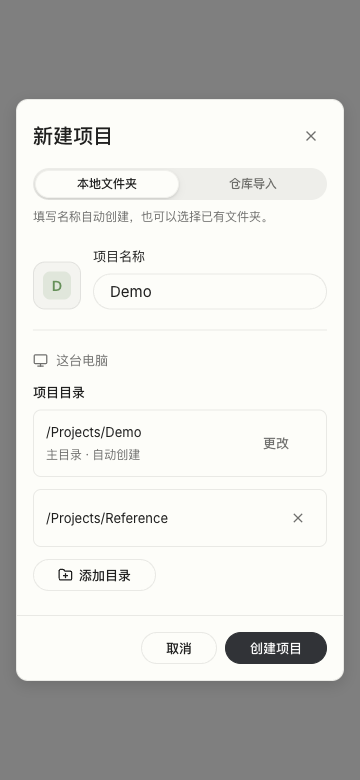 新建项目
本地文件夹
仓库导入
填写名称自动创建，也可以选择已有文件夹。
项目名称
D
Demo
这台电脑
项目目录
/Projects/Demo
主目录 · 自动创建
更改
/Projects/Reference
添加目录
取消
创建项目